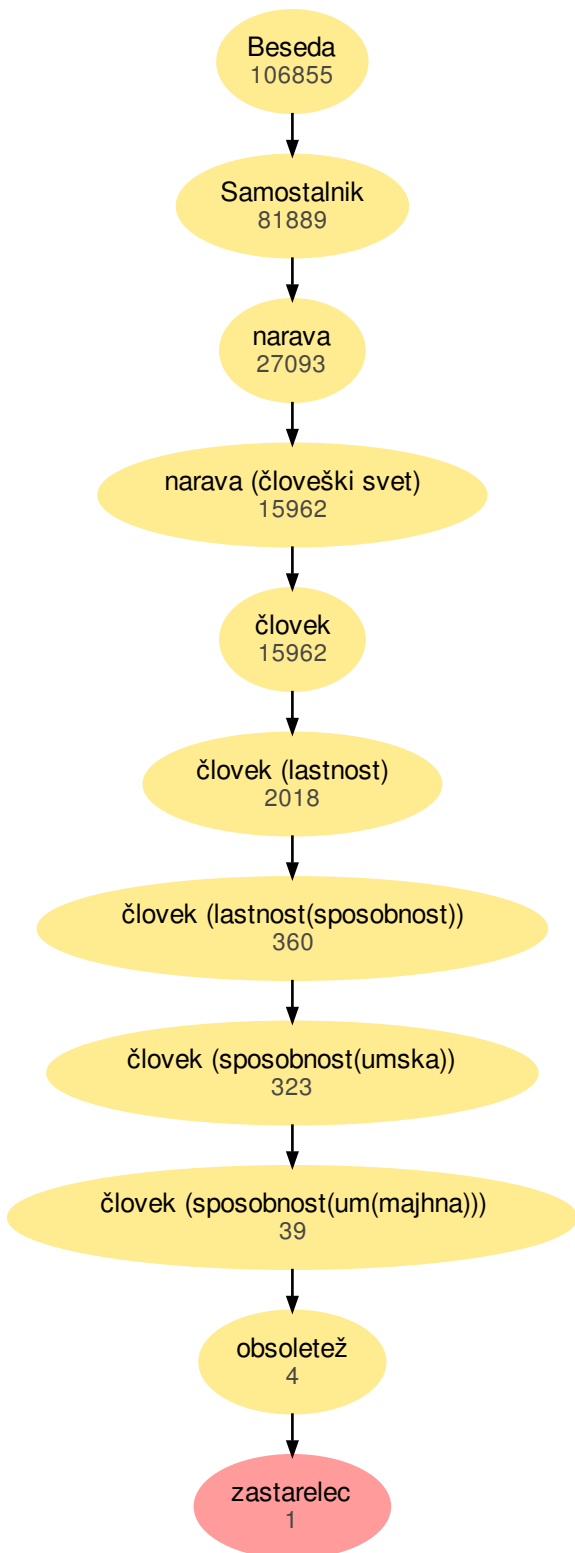 Beseda
106855
Samostalnik
81889
narava
27093
narava (človeški svet)
15962
človek
15962
človek (lastnost)
2018
človek (lastnost(sposobnost))
360
človek (sposobnost(umska))
323
človek (sposobnost(um(majhna)))
39
obsoletež
4
zastarelec
1